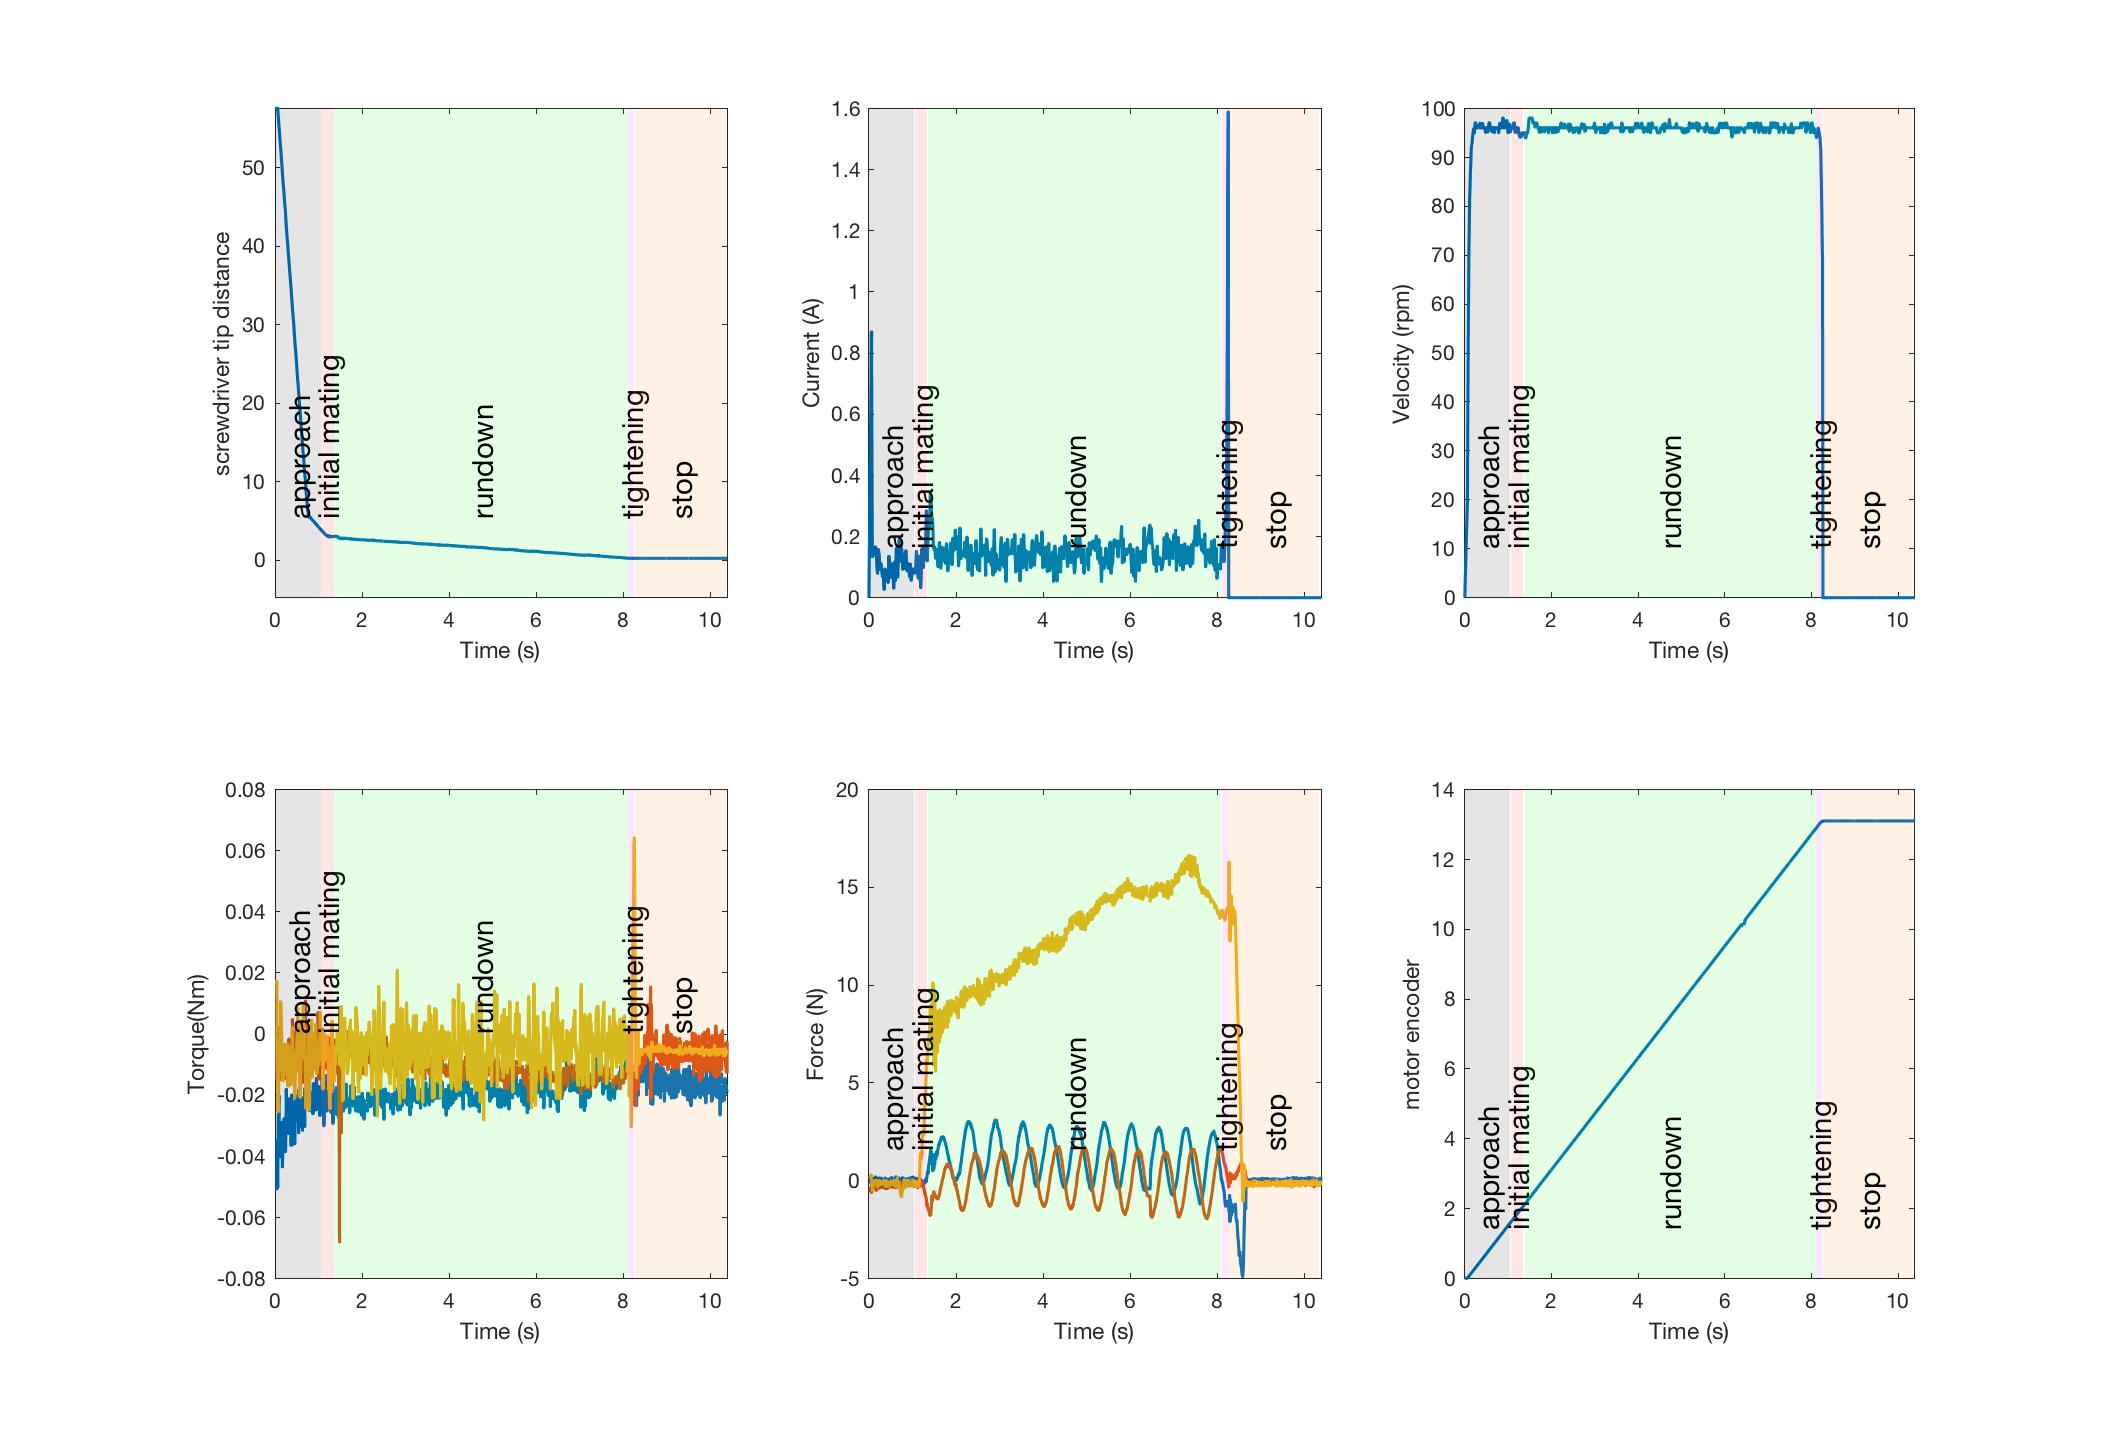 screwdriver tip distance
50
40
30
20
10
0
approach
initial mating
rundown
tightening
stop
0 2 4 6 8 10
Time (s)
Current (A)
1.6
1.4
1.2
1
0.8
0.6
0.4
0.2
0
approach
initial mating
rundown
tightening
stop
0 2 4 6 8 10
Time (s)
Velocity (rpm)
100
90
80
70
60
50
40
30
20
10
0
approach
initial mating
rundown
tightening
stop
0 2 4 6 8 10
Time (s)
Torque(Nm)
0.08
0.06
0.04
0.02
0
-0.02
-0.04
-0.06
-0.08
approach
initial mating
rundown
tightening
stop
0 2 4 6 8 10
Time (s)
Force (N)
20
15
10
5
0
-5
approach
initial mating
rundown
tightening
stop
0 2 4 6 8 10
Time (s)
motor encoder
14
12
10
8
6
4
2
0
approach
initial mating
rundown
tightening
stop
0 2 4 6 8 10
Time (s)